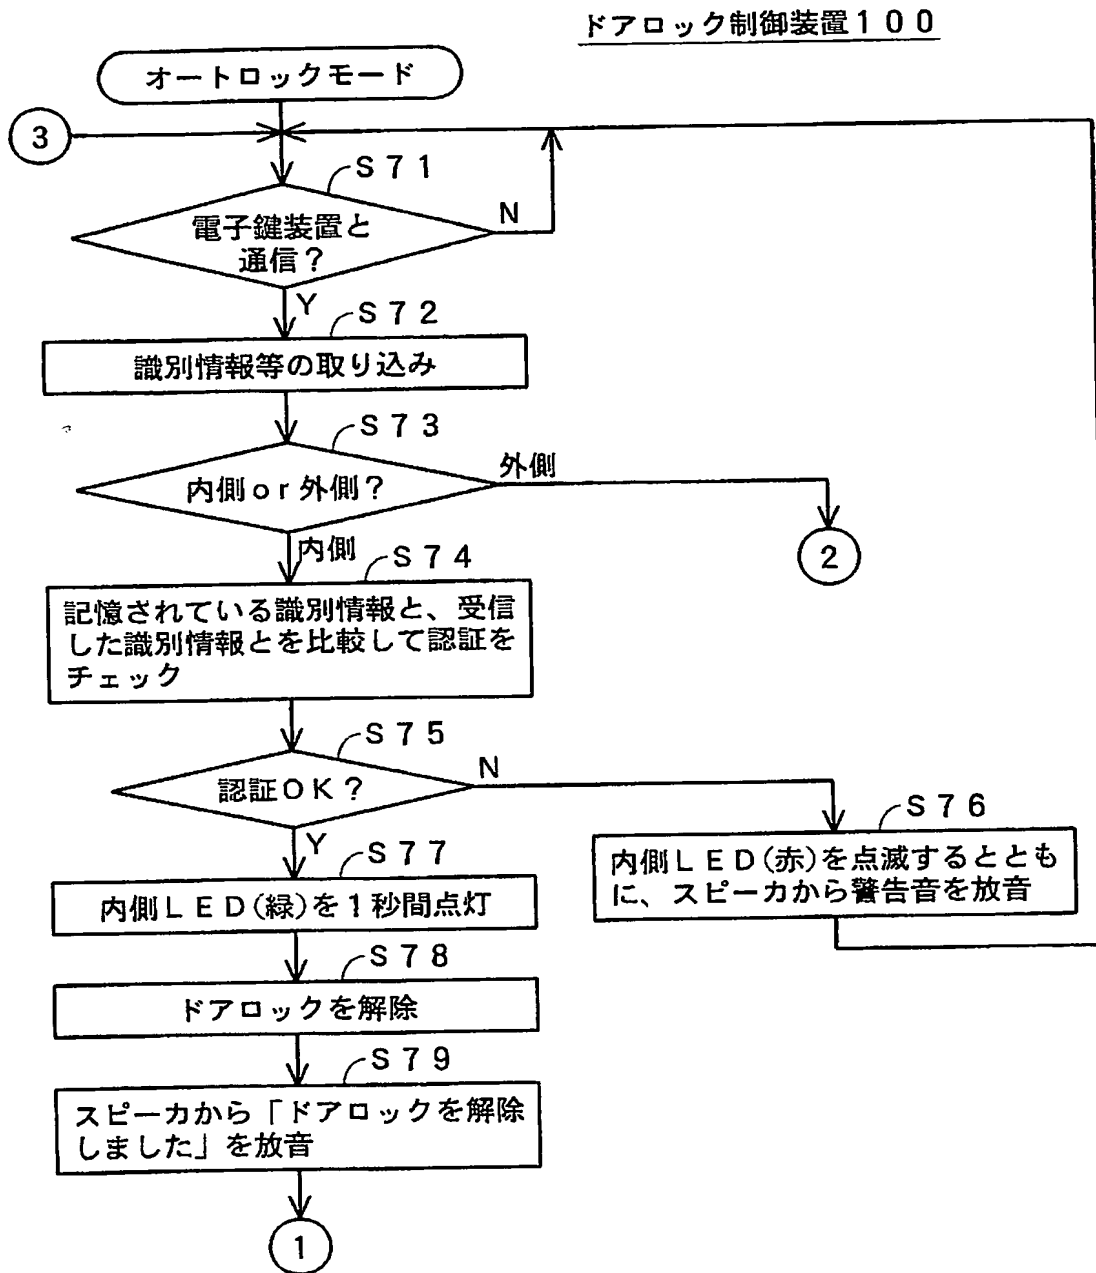 ドアロック制御装置100
オートロックモード
3
S71
電子鍵装置と
通信?
N
Y
S72
識別情報等の取り込み
S73
内側or外側?
外側
2
内側
S74
記憶されている識別情報と、受信
した識別情報とを比較して認証を
チェック
S75
認証OK?
N
S76
内側LED(赤)を点滅するととも
に、スピーカから警告音を放音
Y
S77
内側LED(緑)を1秒間点灯
S78
ドアロックを解除
S79
スピーカから「ドアロックを解除
しました」を放音
1